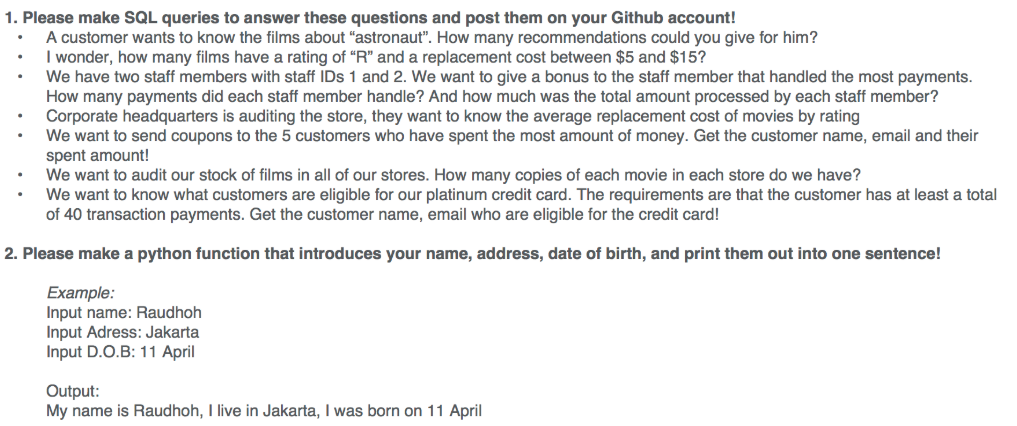 1. Please make SQL queries to answer these questions and post them on your Github account!
• A customer wants to know the films about “astronaut”. How many recommendations could you give for him?
• I wonder, how many films have a rating of “R” and a replacement cost between $5 and $15?
• We have two staff members with staff IDs 1 and 2. We want to give a bonus to the staff member that handled the most payments.
How many payments did each staff member handle? And how much was the total amount processed by each staff member?
• Corporate headquarters is auditing the store, they want to know the average replacement cost of movies by rating
• We want to send coupons to the 5 customers who have spent the most amount of money. Get the customer name, email and their
spent amount!
• We want to audit our stock of films in all of our stores. How many copies of each movie in each store do we have?
• We want to know what customers are eligible for our platinum credit card. The requirements are that the customer has at least a total
of 40 transaction payments. Get the customer name, email who are eligible for the credit card!
2. Please make a python function that introduces your name, address, date of birth, and print them out into one sentence!
Example:
Input name: Raudhoh
Input Adress: Jakarta
Input D.O.B: 11 April
Output:
My name is Raudhoh, I live in Jakarta, I was born on 11 April